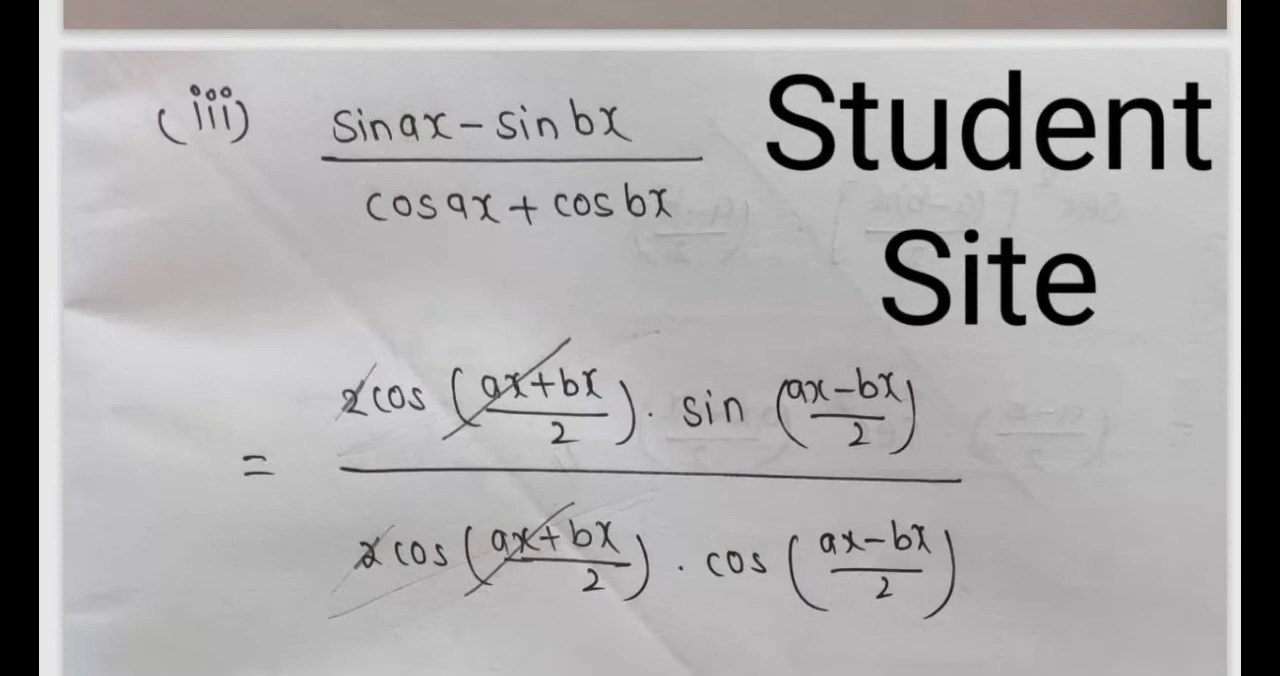 (iii) sin ax - sin bx
cos ax + cos bx
Student
Site
2 cos (ax+bx
2) . sin (ax-bx
2)
=
2 cos (ax+bx
2) . cos (ax-bx
2)